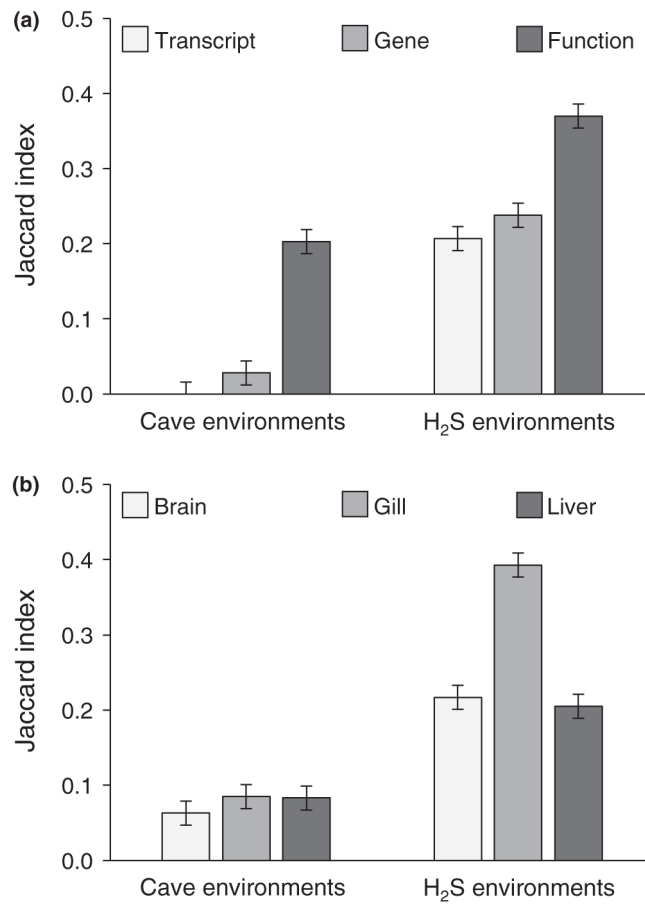 (a)
0.5
Transcript Gene Function
0.4
0.3
0.2
0.1
0.0
Jaccard index
Cave environments H₂S environments
(b)
0.5
Brain Gill Liver
0.4
0.3
0.2
0.1
0.0
Jaccard index
Cave environments H₂S environments